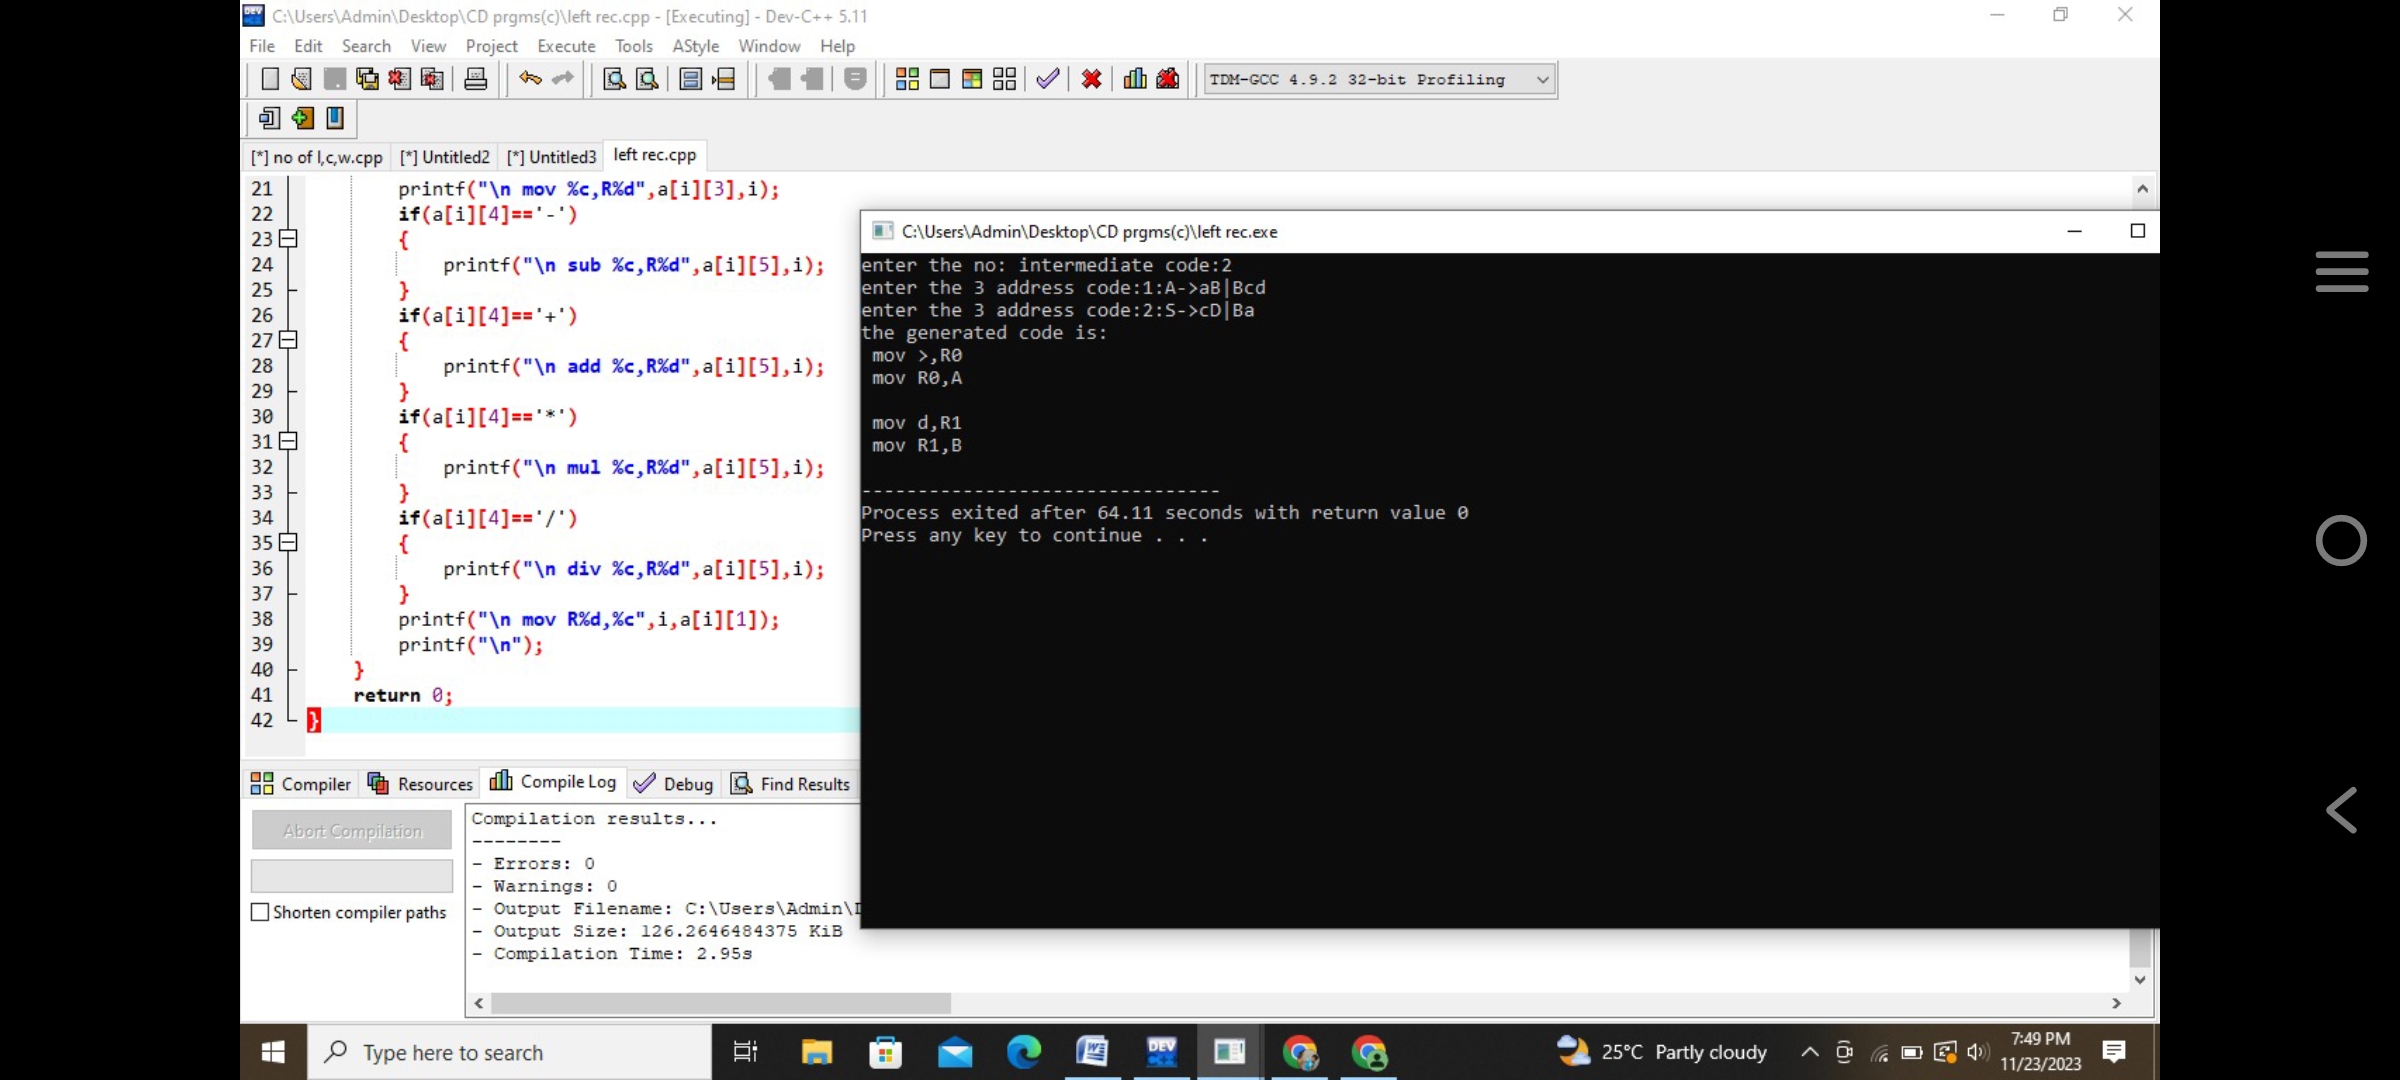 C:\Users\Admin\Desktop\CD prgms(c)\left rec.cpp - [Executing] - Dev-C++ 5.11
File Edit Search View Project Execute Tools AStyle Window Help
TDM-GCC 4.9.2 32-bit Profiling
[*] no of l,c,w.cpp [*] Untitled2 [*] Untitled3 left rec.cpp
21 printf("\n mov %c,R%d",a[i][3],i);
22 if(a[i][4]=='-')
23 {
24 printf("\n sub %c,R%d",a[i][5],i);
25 }
26 if(a[i][4]=='+')
27 {
28 printf("\n add %c,R%d",a[i][5],i);
29 }
30 if(a[i][4]=='*')
31 {
32 printf("\n mul %c,R%d",a[i][5],i);
33 }
34 if(a[i][4]=='/')
35 {
36 printf("\n div %c,R%d",a[i][5],i);
37 }
38 printf("\n mov R%d,%c",i,a[i][1]);
39 printf("\n");
40 }
41 return 0;
42 }
C:\Users\Admin\Desktop\CD prgms(c)\left rec.exe
enter the no: intermediate code:2
enter the 3 address code:1:A->aB|Bcd
enter the 3 address code:2:S->cD|Ba
the generated code is:
mov >,R0
mov R0,A
mov d,R1
mov R1,B
--------------------------------
Process exited after 64.11 seconds with return value 0
Press any key to continue . . .
Compiler Resources Compile Log Debug Find Results
Abort Compilation
Shorten compiler paths
Compilation results...
--------
- Errors: 0
- Warnings: 0
- Output Filename: C:\Users\Admin\
- Output Size: 126.2646484375 KiB
- Compilation Time: 2.95s
Type here to search
DEV
25°C Partly cloudy
7:49 PM
11/23/2023